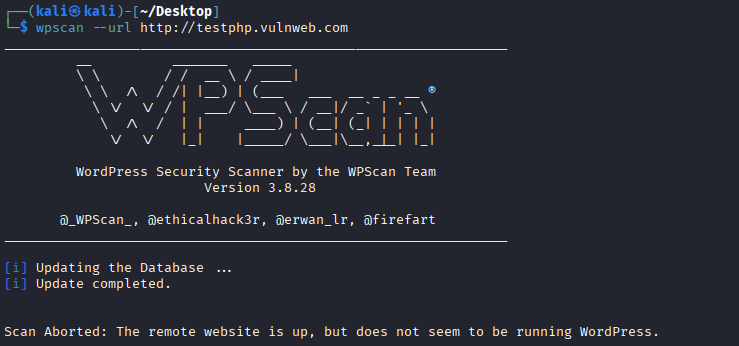 (kali㉿kali)-[~/Desktop]
$ wpscan --url http://testphp.vulnweb.com
WPScan ®
WordPress Security Scanner by the WPScan Team
Version 3.8.28
@_WPScan_, @ethicalhack3r, @erwan_lr, @firefart
[i] Updating the Database ...
[i] Update completed.
Scan Aborted: The remote website is up, but does not seem to be running WordPress.